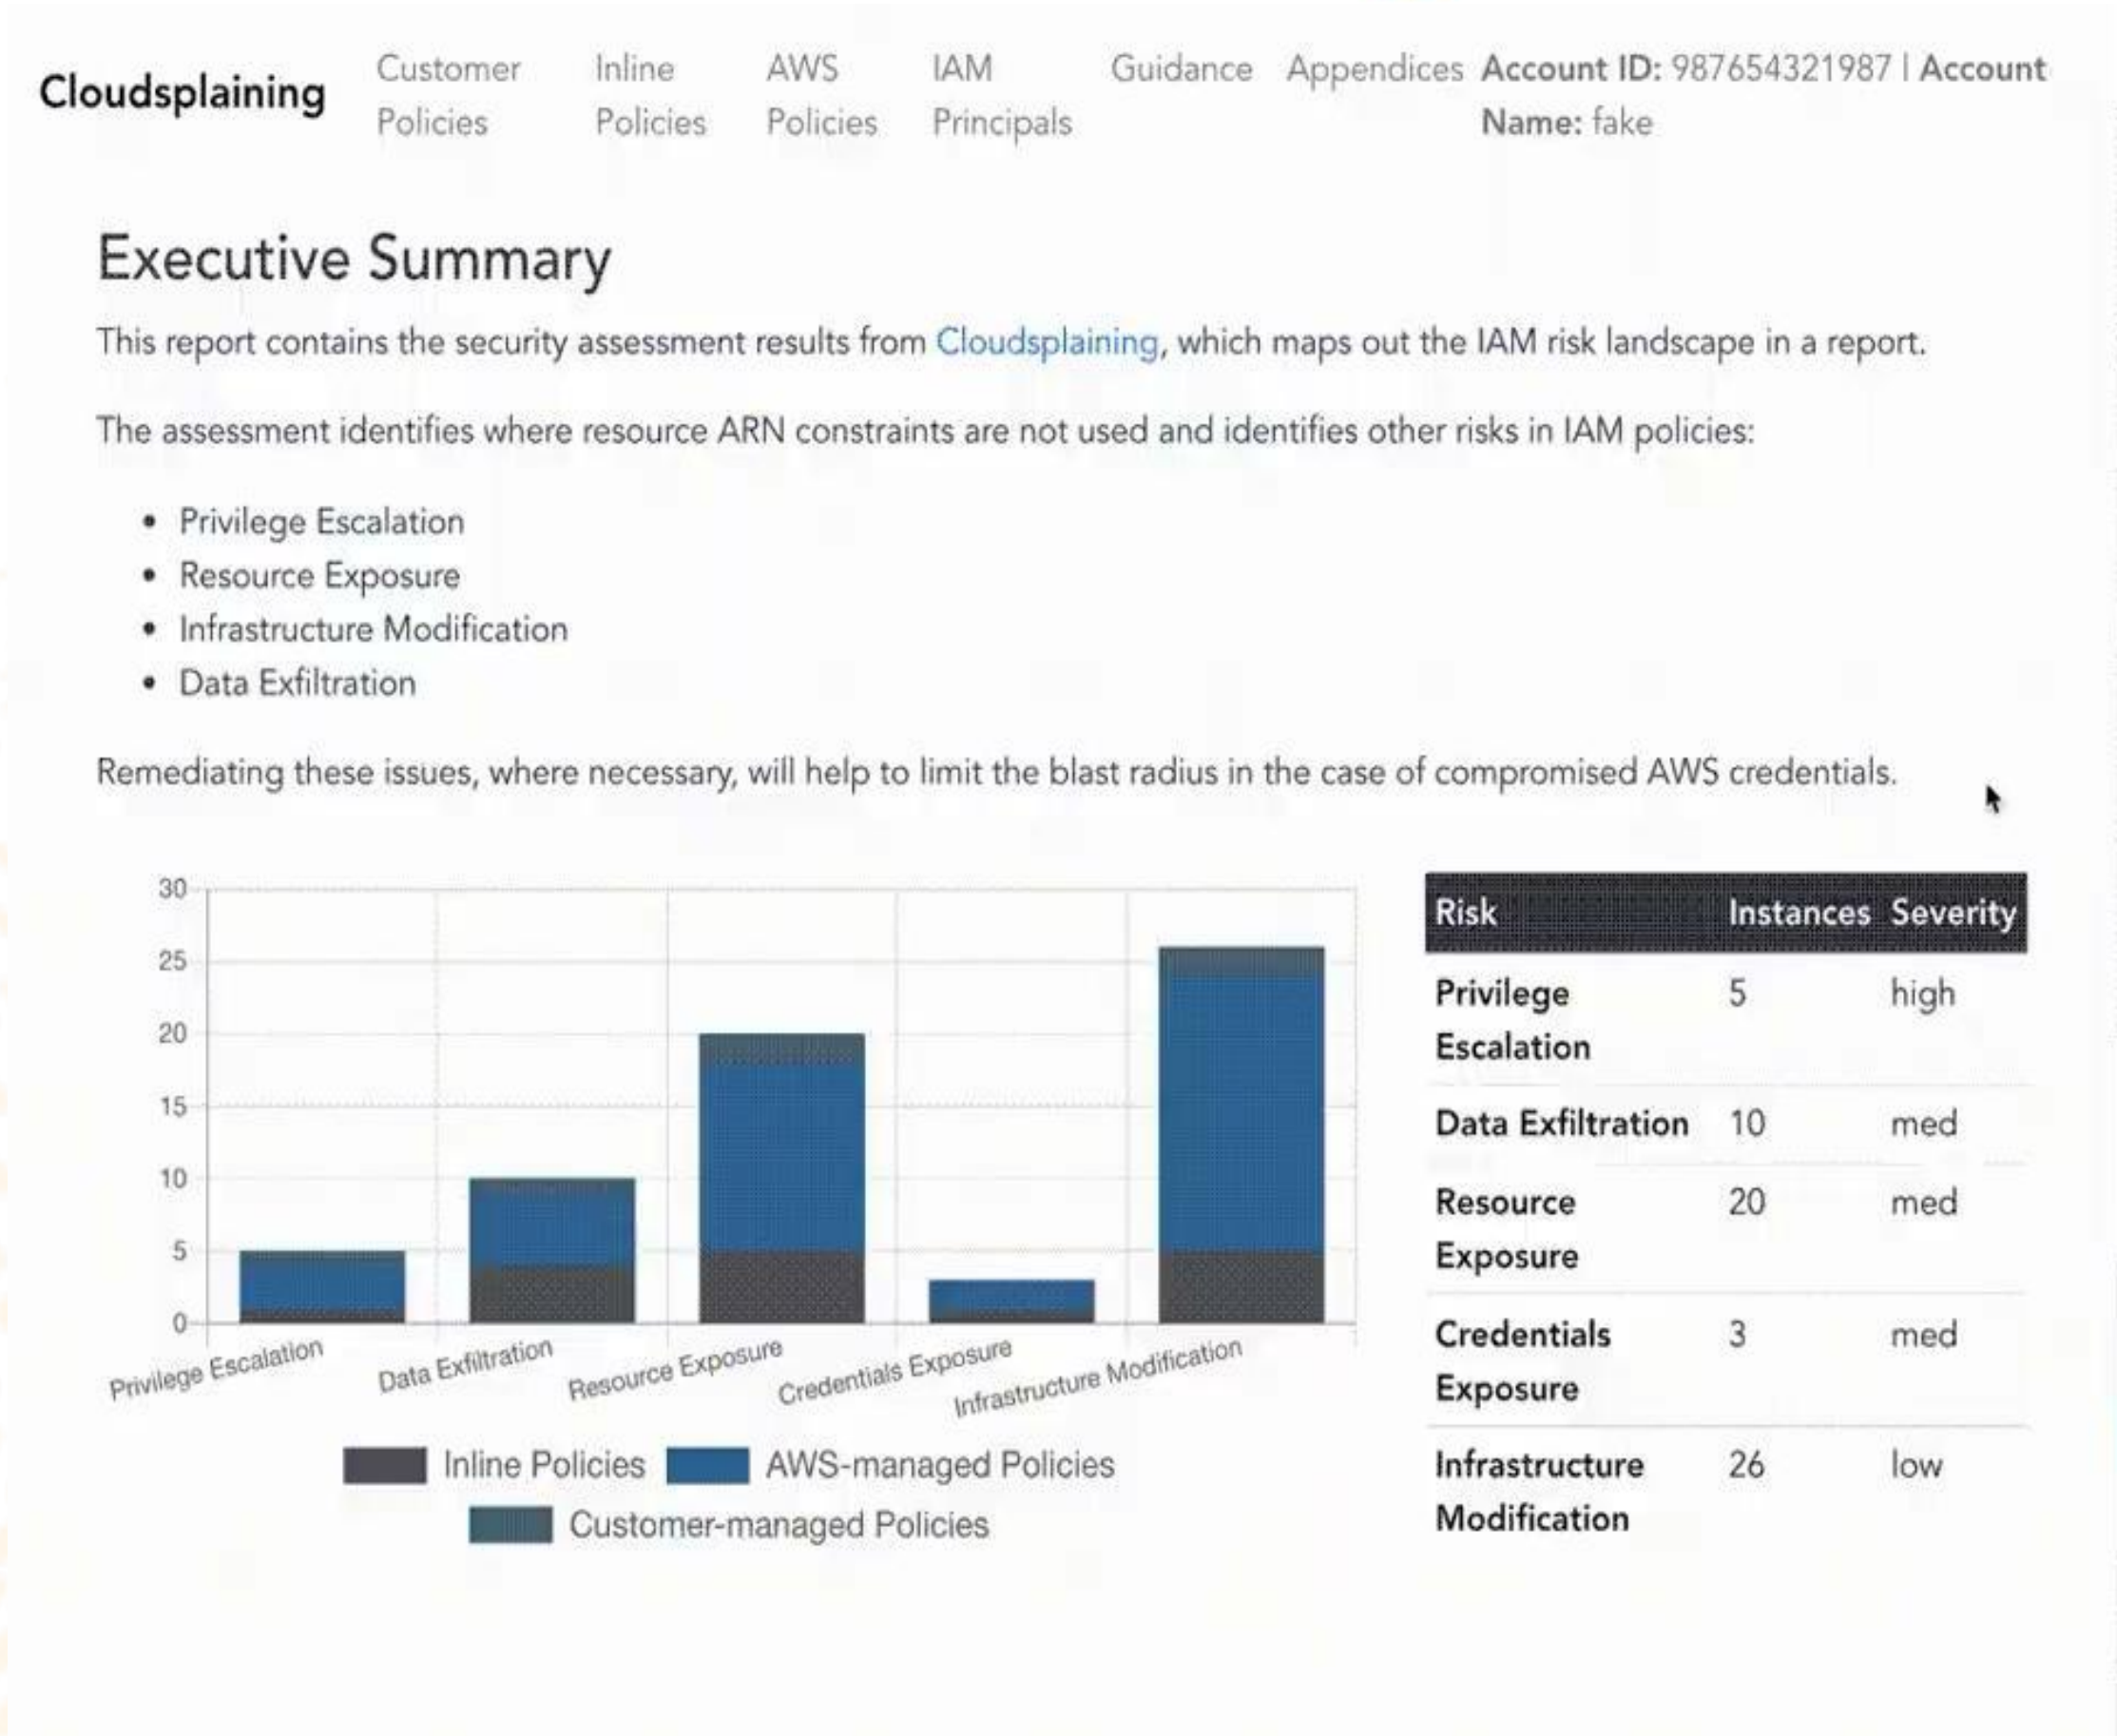 Cloudsplaining
Customer Policies
Inline Policies
AWS Policies
IAM Principals
Guidance
Appendices
Account ID: 987654321987 | Account
Name: fake
Executive Summary
This report contains the security assessment results from Cloudsplaining, which maps out the IAM risk landscape in a report.
The assessment identifies where resource ARN constraints are not used and identifies other risks in IAM policies:
• Privilege Escalation
• Resource Exposure
• Infrastructure Modification
• Data Exfiltration
Remediating these issues, where necessary, will help to limit the blast radius in the case of compromised AWS credentials.
30
25
20
15
10
5
0
Privilege Escalation
Data Exfiltration
Resource Exposure
Credentials Exposure
Infrastructure Modification
Inline Policies
AWS-managed Policies
Customer-managed Policies
Risk Instances Severity
Privilege 5 high
Escalation
Data Exfiltration 10 med
Resource 20 med
Exposure
Credentials 3 med
Exposure
Infrastructure 26 low
Modification